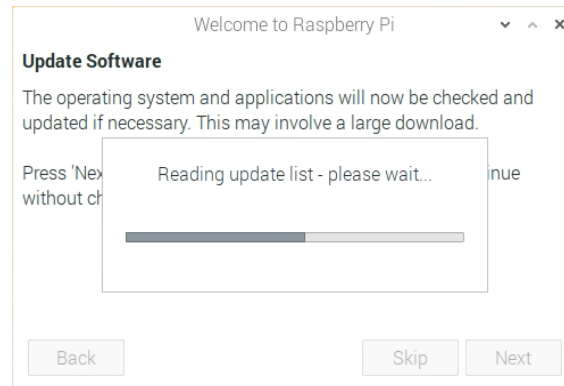 Welcome to Raspberry Pi
Update Software
The operating system and applications will now be checked and
updated if necessary. This may involve a large download.
Press 'Nex
inue
without ch
Reading update list - please wait...
Back
Skip
Next